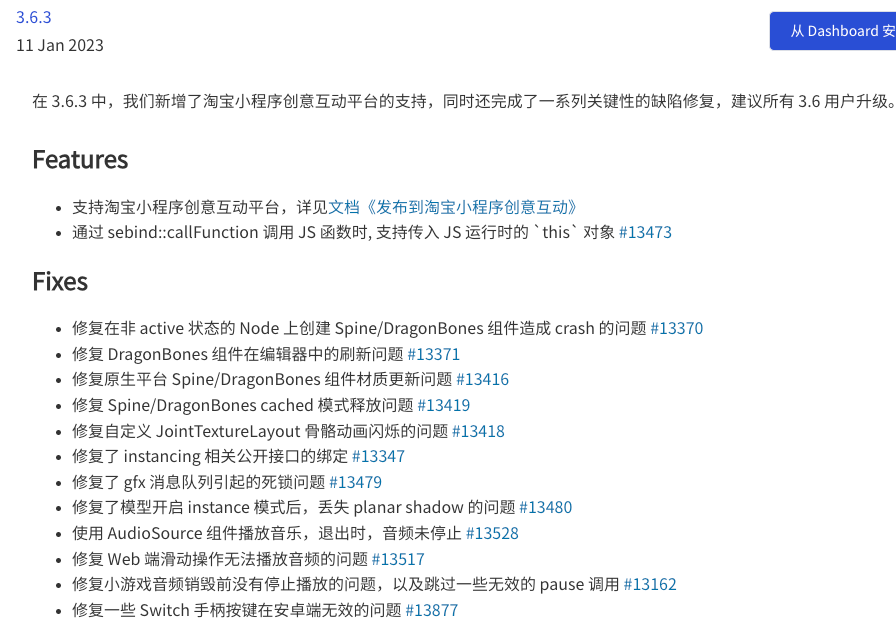 3.6.3
从 Dashboard 安
11 Jan 2023
在 3.6.3 中，我们新增了淘宝小程序创意互动平台的支持，同时还完成了一系列关键性的缺陷修复，建议所有 3.6 用户升级。
Features
• 支持淘宝小程序创意互动平台，详见文档《发布到淘宝小程序创意互动》
• 通过 sebind::callFunction 调用 JS 函数时, 支持传入 JS 运行时的 `this` 对象 #13473
Fixes
• 修复在非 active 状态的 Node 上创建 Spine/DragonBones 组件造成 crash 的问题 #13370
• 修复 DragonBones 组件在编辑器中的刷新问题 #13371
• 修复原生平台 Spine/DragonBones 组件材质更新问题 #13416
• 修复 Spine/DragonBones cached 模式释放问题 #13419
• 修复自定义 JointTextureLayout 骨骼动画闪烁的问题 #13418
• 修复了 instancing 相关公开接口的绑定 #13347
• 修复了 gfx 消息队列引起的死锁问题 #13479
• 修复了模型开启 instance 模式后，丢失 planar shadow 的问题 #13480
• 使用 AudioSource 组件播放音乐，退出时，音频未停止 #13528
• 修复 Web 端滑动操作无法播放音频的问题 #13517
• 修复小游戏音频销毁前没有停止播放的问题，以及跳过一些无效的 pause 调用 #13162
• 修复一些 Switch 手柄按键在安卓端无效的问题 #13877